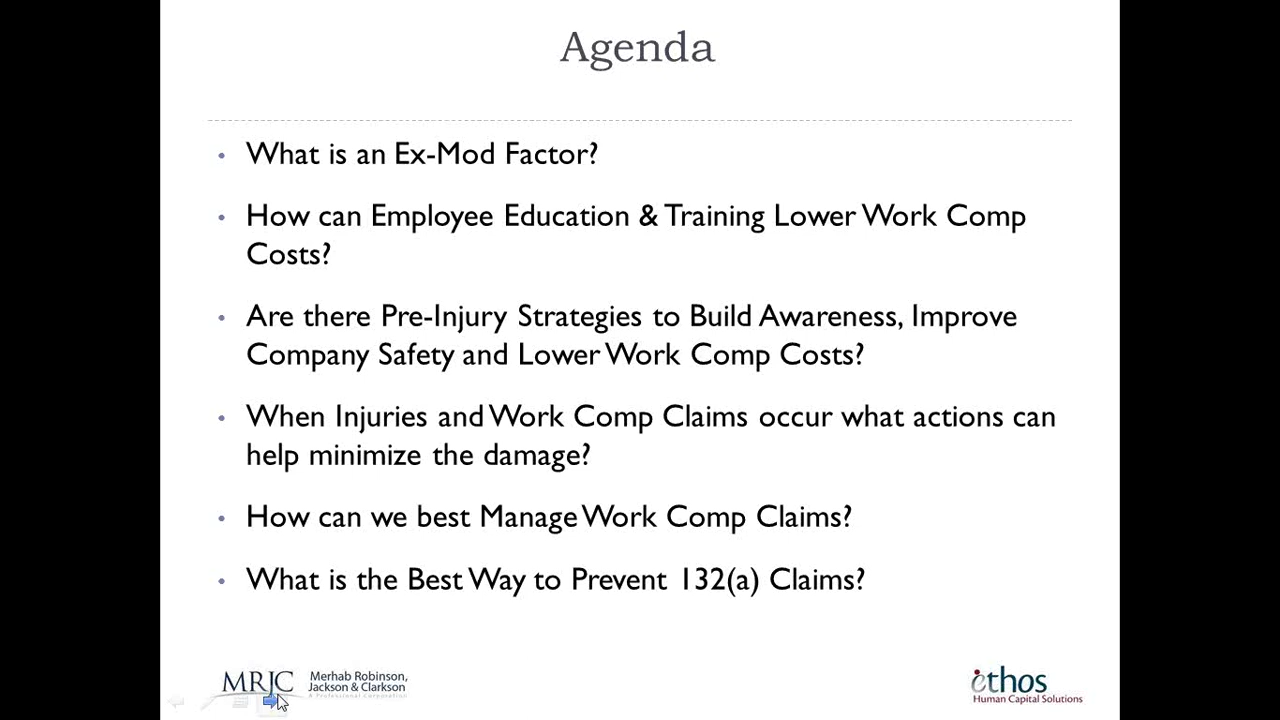 Agenda
• What is an Ex-Mod Factor?
• How can Employee Education & Training Lower Work Comp
Costs?
• Are there Pre-Injury Strategies to Build Awareness, Improve
Company Safety and Lower Work Comp Costs?
• When Injuries and Work Comp Claims occur what actions can
help minimize the damage?
• How can we best Manage Work Comp Claims?
• What is the Best Way to Prevent 132(a) Claims?
MRJC
Merhab Robinson,
Jackson & Clarkson
A Professional Corporation
ethos
Human Capital Solutions